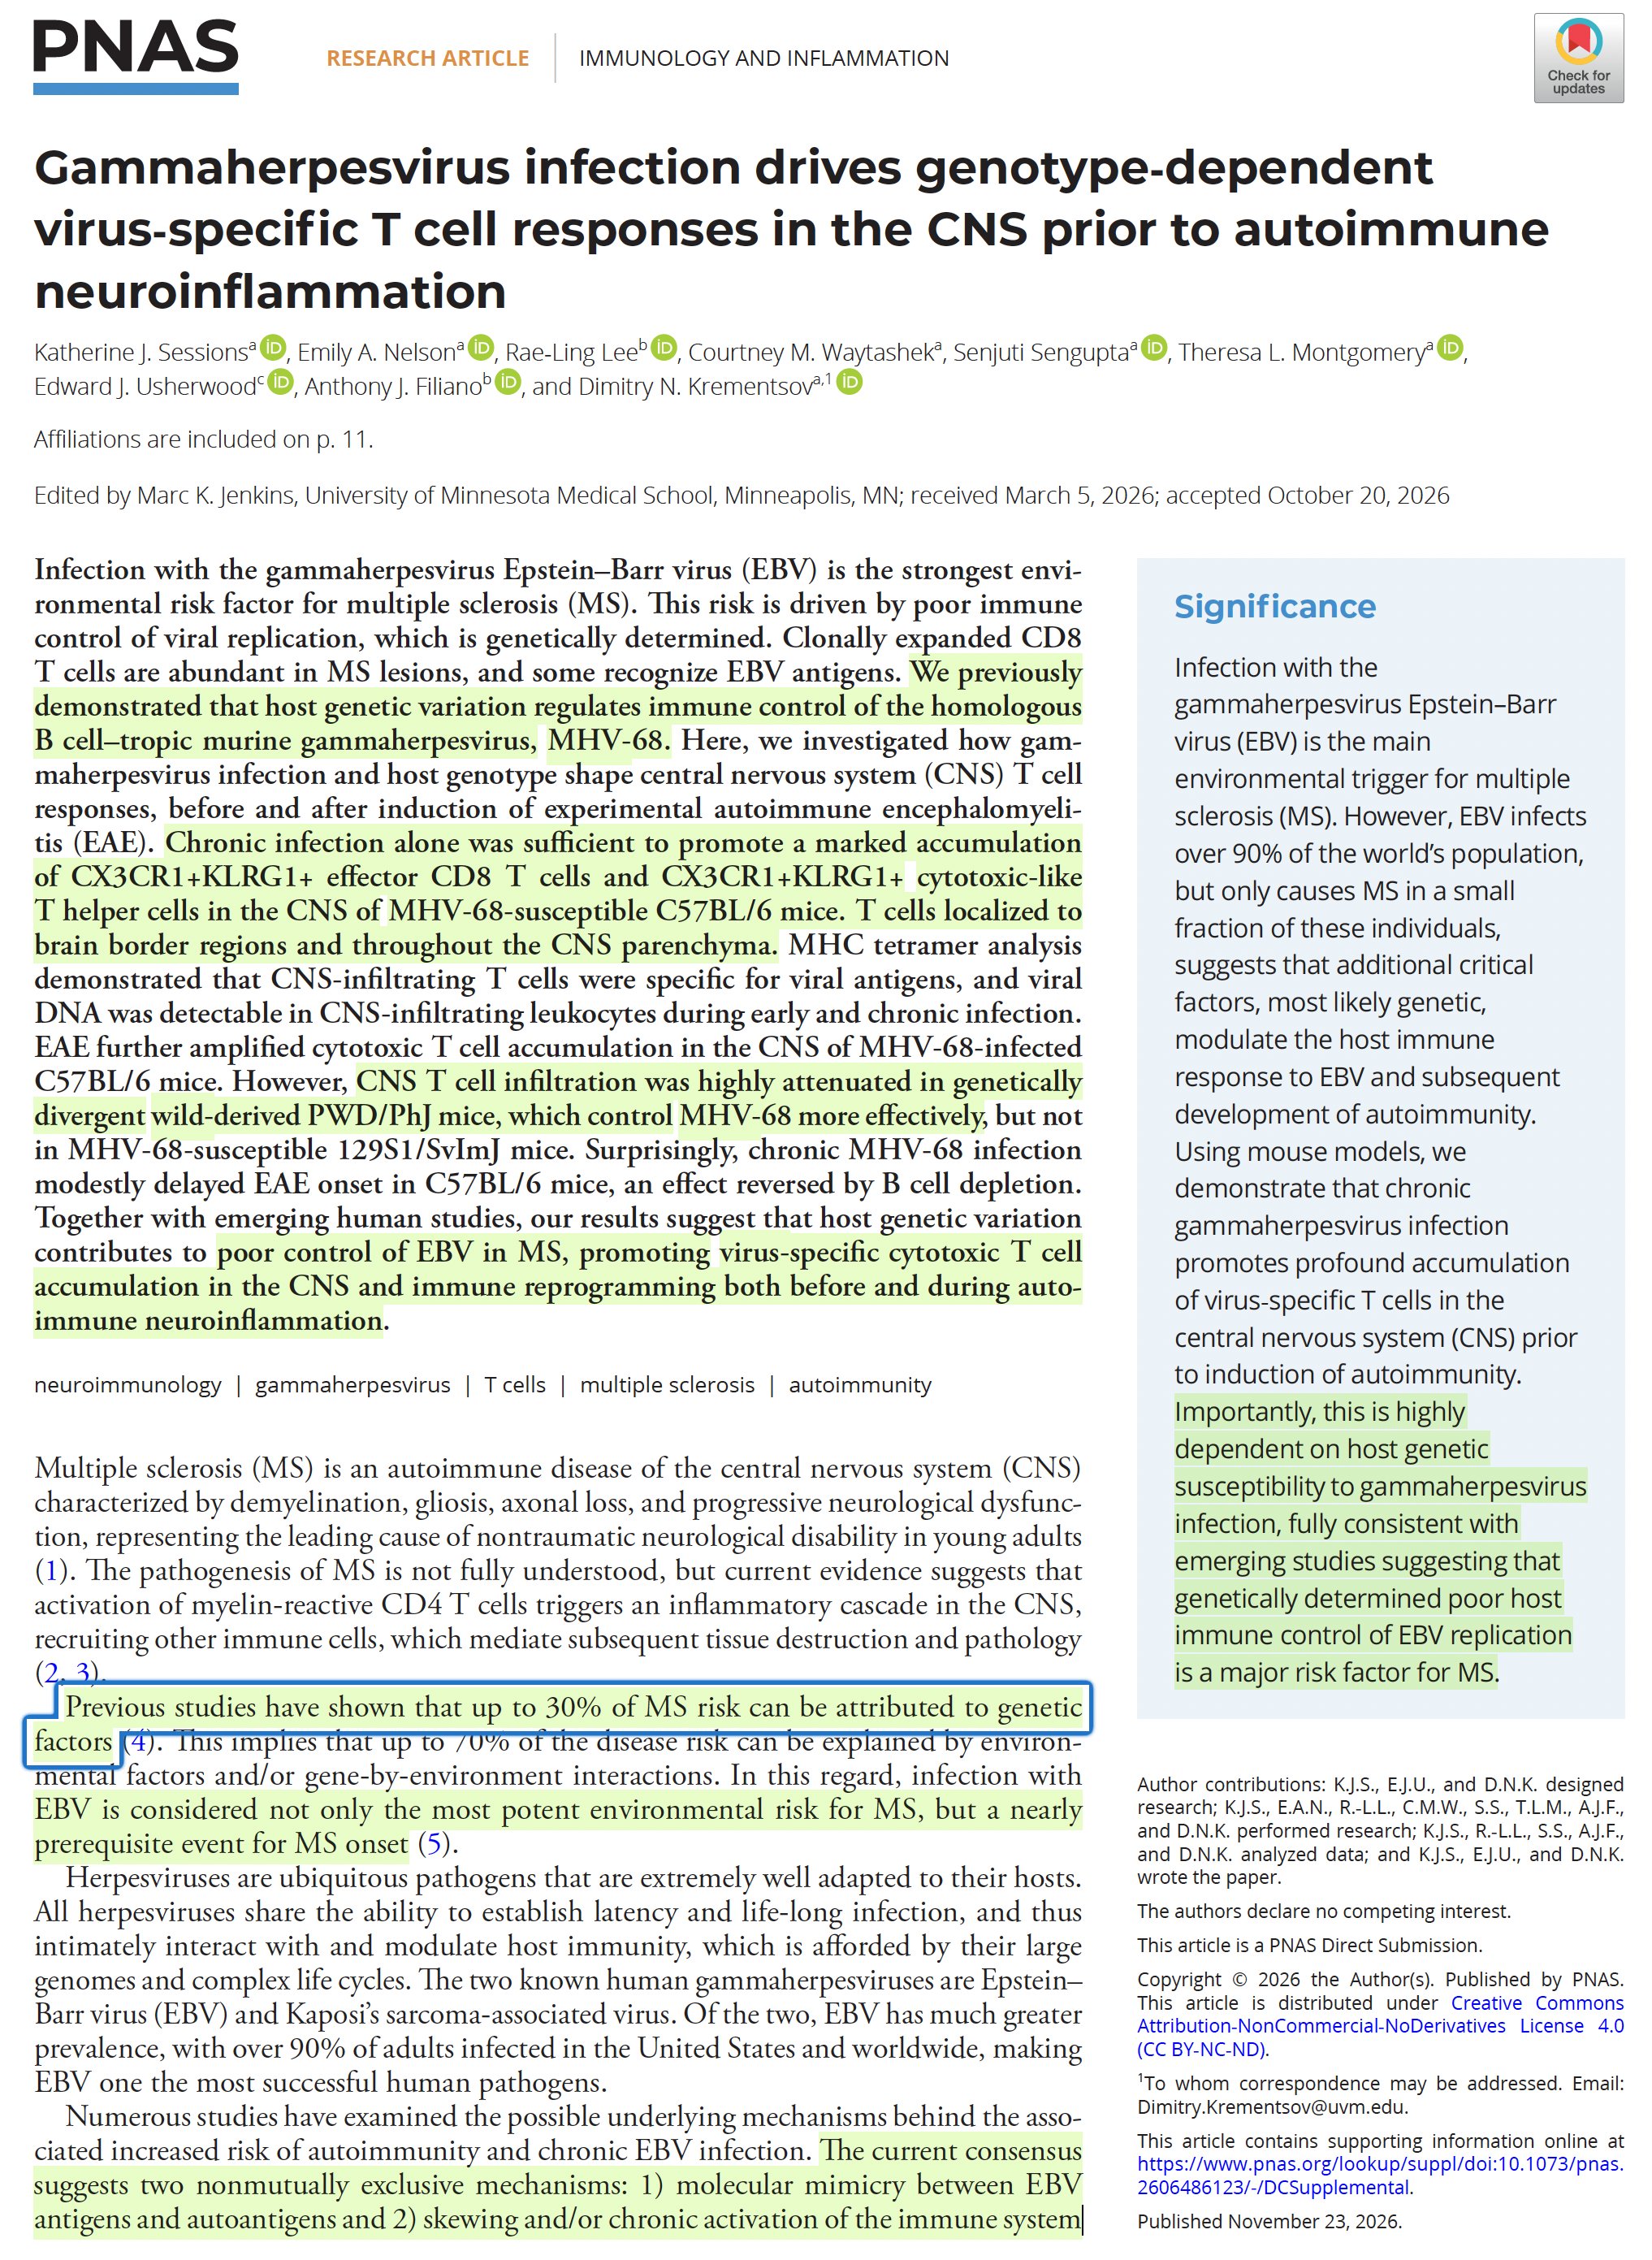 PNAS
RESEARCH ARTICLE
IMMUNOLOGY AND INFLAMMATION
Check for
updates
Gammaherpesvirus infection drives genotype-dependent
virus-specific T cell responses in the CNS prior to autoimmune
neuroinflammation
Katherine J. Sessionsa iD, Emily A. Nelsona iD, Rae-Ling Leeb iD, Courtney M. Waytasheka, Senjuti Senguptaa iD, Theresa L. Montgomerya iD,
Edward J. Usherwoodc iD, Anthony J. Filianob iD, and Dimitry N. Krementsova,1 iD
Affiliations are included on p. 11.
Edited by Marc K. Jenkins, University of Minnesota Medical School, Minneapolis, MN; received March 5, 2026; accepted October 20, 2026
Infection with the gammaherpesvirus Epstein–Barr virus (EBV) is the strongest envi-
ronmental risk factor for multiple sclerosis (MS). This risk is driven by poor immune
control of viral replication, which is genetically determined. Clonally expanded CD8
T cells are abundant in MS lesions, and some recognize EBV antigens. We previously
demonstrated that host genetic variation regulates immune control of the homologous
B cell–tropic murine gammaherpesvirus, MHV-68. Here, we investigated how gam-
maherpesvirus infection and host genotype shape central nervous system (CNS) T cell
responses, before and after induction of experimental autoimmune encephalomyeli-
tis (EAE). Chronic infection alone was sufficient to promote a marked accumulation
of CX3CR1+KLRG1+ effector CD8 T cells and CX3CR1+KLRG1+ cytotoxic-like
T helper cells in the CNS of MHV-68-susceptible C57BL/6 mice. T cells localized to
brain border regions and throughout the CNS parenchyma. MHC tetramer analysis
demonstrated that CNS-infiltrating T cells were specific for viral antigens, and viral
DNA was detectable in CNS-infiltrating leukocytes during early and chronic infection.
EAE further amplified cytotoxic T cell accumulation in the CNS of MHV-68-infected
C57BL/6 mice. However, CNS T cell infiltration was highly attenuated in genetically
divergent wild-derived PWD/PhJ mice, which control MHV-68 more effectively, but not
in MHV-68-susceptible 129S1/SvImJ mice. Surprisingly, chronic MHV-68 infection
modestly delayed EAE onset in C57BL/6 mice, an effect reversed by B cell depletion.
Together with emerging human studies, our results suggest that host genetic variation
contributes to poor control of EBV in MS, promoting virus-specific cytotoxic T cell
accumulation in the CNS and immune reprogramming both before and during auto-
immune neuroinflammation.
neuroimmunology | gammaherpesvirus | T cells | multiple sclerosis | autoimmunity
Multiple sclerosis (MS) is an autoimmune disease of the central nervous system (CNS)
characterized by demyelination, gliosis, axonal loss, and progressive neurological dysfunc-
tion, representing the leading cause of nontraumatic neurological disability in young adults
(1). The pathogenesis of MS is not fully understood, but current evidence suggests that
activation of myelin-reactive CD4 T cells triggers an inflammatory cascade in the CNS,
recruiting other immune cells, which mediate subsequent tissue destruction and pathology
(2, 3).
Previous studies have shown that up to 30% of MS risk can be attributed to genetic
factors (4). This implies that up to 70% of the disease risk can be explained by environ-
mental factors and/or gene-by-environment interactions. In this regard, infection with
EBV is considered not only the most potent environmental risk for MS, but a nearly
prerequisite event for MS onset (5).
Herpesviruses are ubiquitous pathogens that are extremely well adapted to their hosts.
All herpesviruses share the ability to establish latency and life-long infection, and thus
intimately interact with and modulate host immunity, which is afforded by their large
genomes and complex life cycles. The two known human gammaherpesviruses are Epstein–
Barr virus (EBV) and Kaposi's sarcoma-associated virus. Of the two, EBV has much greater
prevalence, with over 90% of adults infected in the United States and worldwide, making
EBV one the most successful human pathogens.
Numerous studies have examined the possible underlying mechanisms behind the asso-
ciated increased risk of autoimmunity and chronic EBV infection. The current consensus
suggests two nonmutually exclusive mechanisms: 1) molecular mimicry between EBV
antigens and autoantigens and 2) skewing and/or chronic activation of the immune system
Significance
Infection with the
gammaherpesvirus Epstein–Barr
virus (EBV) is the main
environmental trigger for multiple
sclerosis (MS). However, EBV infects
over 90% of the world's population,
but only causes MS in a small
fraction of these individuals,
suggests that additional critical
factors, most likely genetic,
modulate the host immune
response to EBV and subsequent
development of autoimmunity.
Using mouse models, we
demonstrate that chronic
gammaherpesvirus infection
promotes profound accumulation
of virus-specific T cells in the
central nervous system (CNS) prior
to induction of autoimmunity.
Importantly, this is highly
dependent on host genetic
susceptibility to gammaherpesvirus
infection, fully consistent with
emerging studies suggesting that
genetically determined poor host
immune control of EBV replication
is a major risk factor for MS.
Author contributions: K.J.S., E.J.U., and D.N.K. designed
research; K.J.S., E.A.N., R.-L.L., C.M.W., S.S., T.L.M., A.J.F.,
and D.N.K. performed research; K.J.S., R.-L.L., S.S., A.J.F.,
and D.N.K. analyzed data; and K.J.S., E.J.U., and D.N.K.
wrote the paper.
The authors declare no competing interest.
This article is a PNAS Direct Submission.
Copyright © 2026 the Author(s). Published by PNAS.
This article is distributed under Creative Commons
Attribution-NonCommercial-NoDerivatives License 4.0
(CC BY-NC-ND).
1To whom correspondence may be addressed. Email:
Dimitry.Krementsov@uvm.edu.
This article contains supporting information online at
https://www.pnas.org/lookup/suppl/doi:10.1073/pnas.
2606486123/-/DCSupplemental.
Published November 23, 2026.